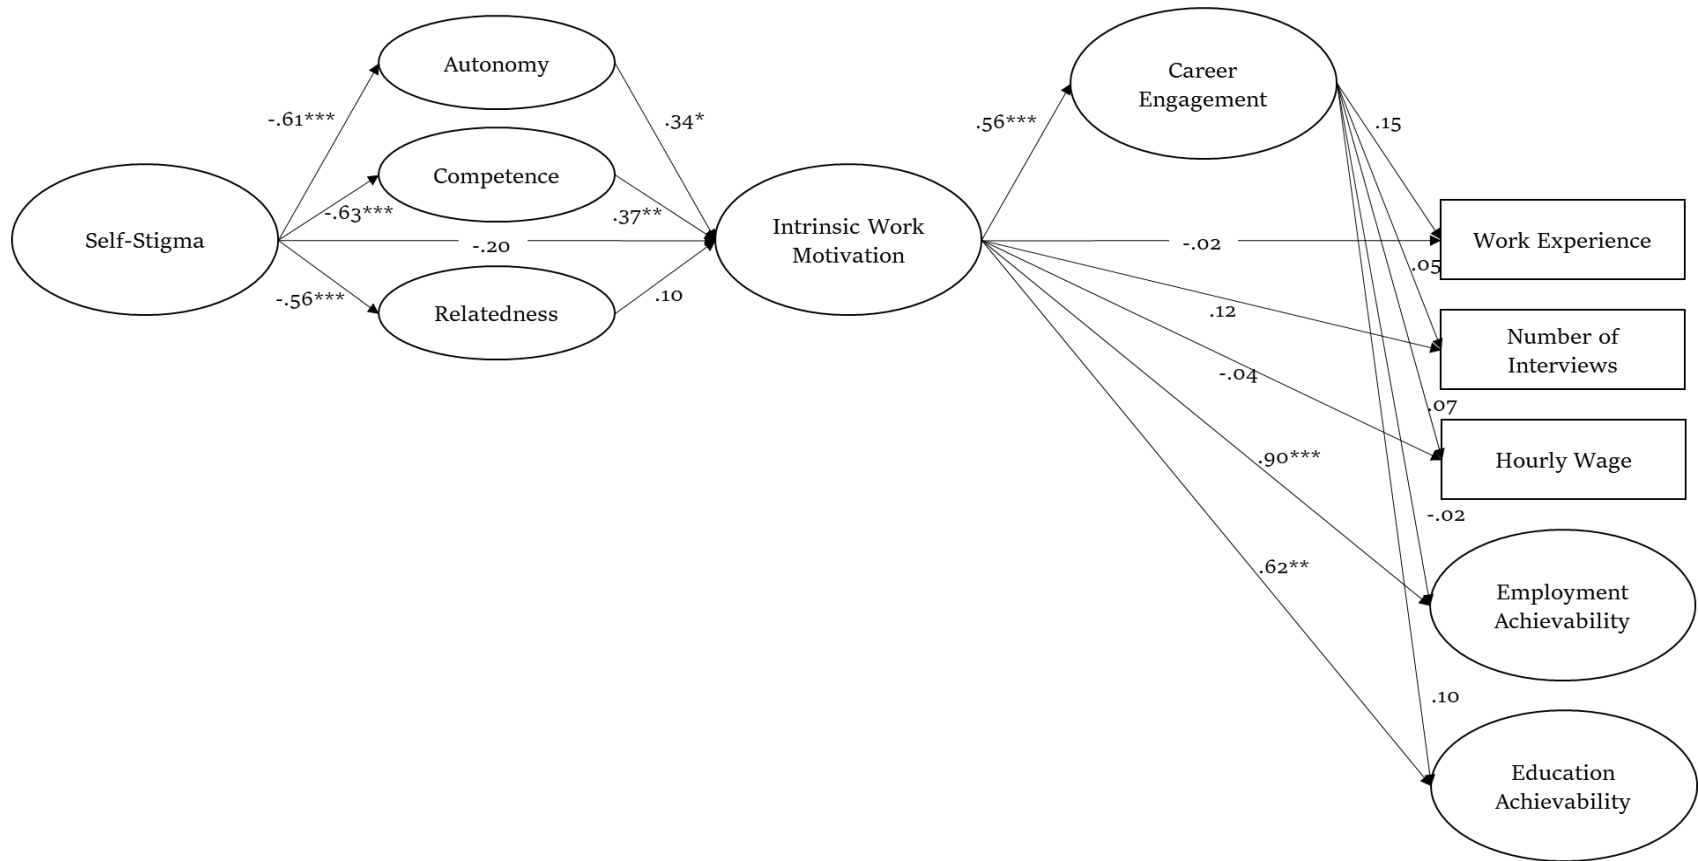 Autonomy
Career
Engagement
-.61***
.34*
.56***
.15
Competence
-.63***
.37**
Self-Stigma
-.20
Intrinsic Work
Motivation
-.02
Work Experience
.05
-.56***
Relatedness
.10
.12
Number of
Interviews
-.04
.07
Hourly Wage
.90***
-.02
.62**
Employment
Achievability
.10
Education
Achievability